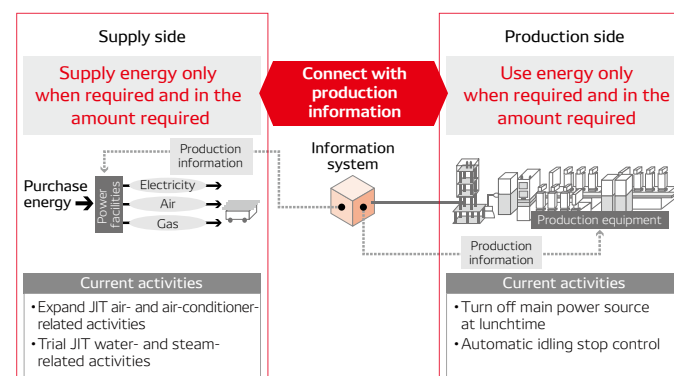 Supply side
Supply energy only
when required and in the
amount required
Connect with
production
information
Production side
Use energy only
when required and in the
amount required
Production
information
Information
system
Purchase
energy
Power
facilities
Electricity
Air
Gas
Production equipment
Production
information
Current activities
•Expand JIT air- and air-conditioner-
related activities
•Trial JIT water- and steam-
related activities
Current activities
•Turn off main power source
at lunchtime
•Automatic idling stop control